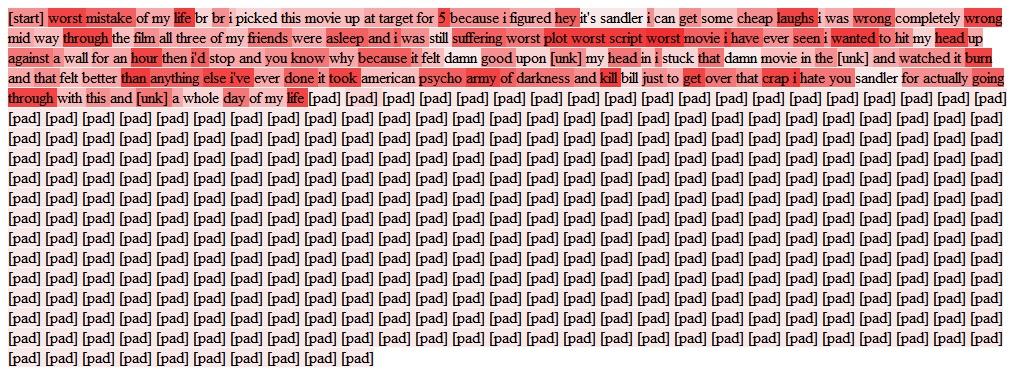 [start] worst mistake of my life br br i picked this movie up at target for 5 because i figured hey it's sandler i can get some cheap laughs i was wrong completely wrong
mid way through the film all three of my friends were asleep and i was still suffering worst plot worst script worst movie i have ever seen i wanted to hit my head up
against a wall for an hour then i'd stop and you know why because it felt damn good upon [unk] my head in i stuck that damn movie in the [unk] and watched it burn
and that felt better than anything else i've ever done it took american psycho army of darkness and kill bill just to get over that crap i hate you sandler for actually going
through with this and [unk] a whole day of my life [pad] [pad] [pad] [pad] [pad] [pad] [pad] [pad] [pad] [pad] [pad] [pad] [pad] [pad] [pad] [pad] [pad] [pad] [pad]
[pad] [pad] [pad] [pad] [pad] [pad] [pad] [pad] [pad] [pad] [pad] [pad] [pad] [pad] [pad] [pad] [pad] [pad] [pad] [pad] [pad] [pad] [pad] [pad] [pad] [pad] [pad]
[pad] [pad] [pad] [pad] [pad] [pad] [pad] [pad] [pad] [pad] [pad] [pad] [pad] [pad] [pad] [pad] [pad] [pad] [pad] [pad] [pad] [pad] [pad] [pad] [pad] [pad] [pad]
[pad] [pad] [pad] [pad] [pad] [pad] [pad] [pad] [pad] [pad] [pad] [pad] [pad] [pad] [pad] [pad] [pad] [pad] [pad] [pad] [pad] [pad] [pad] [pad] [pad] [pad] [pad]
[pad] [pad] [pad] [pad] [pad] [pad] [pad] [pad] [pad] [pad] [pad] [pad] [pad] [pad] [pad] [pad] [pad] [pad] [pad] [pad] [pad] [pad] [pad] [pad] [pad] [pad] [pad]
[pad] [pad] [pad] [pad] [pad] [pad] [pad] [pad] [pad] [pad] [pad] [pad] [pad] [pad] [pad] [pad] [pad] [pad] [pad] [pad] [pad] [pad] [pad] [pad] [pad] [pad] [pad]
[pad] [pad] [pad] [pad] [pad] [pad] [pad] [pad] [pad] [pad] [pad] [pad] [pad] [pad] [pad] [pad] [pad] [pad] [pad] [pad] [pad] [pad] [pad] [pad] [pad] [pad] [pad]
[pad] [pad] [pad] [pad] [pad] [pad] [pad] [pad] [pad] [pad] [pad] [pad] [pad] [pad] [pad] [pad] [pad] [pad] [pad] [pad] [pad] [pad] [pad] [pad] [pad] [pad] [pad]
[pad] [pad] [pad] [pad] [pad] [pad] [pad] [pad] [pad] [pad] [pad] [pad] [pad] [pad] [pad] [pad] [pad] [pad] [pad] [pad] [pad] [pad] [pad] [pad] [pad] [pad] [pad]
[pad] [pad] [pad] [pad] [pad] [pad] [pad] [pad] [pad] [pad] [pad] [pad] [pad] [pad] [pad] [pad] [pad] [pad] [pad] [pad] [pad] [pad] [pad] [pad] [pad] [pad] [pad]
[pad] [pad] [pad] [pad] [pad] [pad] [pad] [pad] [pad] [pad] [pad] [pad] [pad] [pad] [pad] [pad] [pad] [pad] [pad] [pad] [pad] [pad] [pad] [pad] [pad] [pad] [pad]
[pad] [pad] [pad] [pad] [pad] [pad] [pad] [pad] [pad] [pad] [pad] [pad] [pad] [pad] [pad] [pad] [pad] [pad] [pad] [pad] [pad] [pad] [pad] [pad] [pad] [pad] [pad]
[pad] [pad] [pad] [pad] [pad] [pad] [pad] [pad] [pad] [pad] [pad] [pad] [pad] [pad] [pad] [pad] [pad] [pad] [pad] [pad] [pad] [pad] [pad] [pad] [pad] [pad] [pad]
[pad] [pad] [pad] [pad] [pad] [pad] [pad] [pad] [pad] [pad]